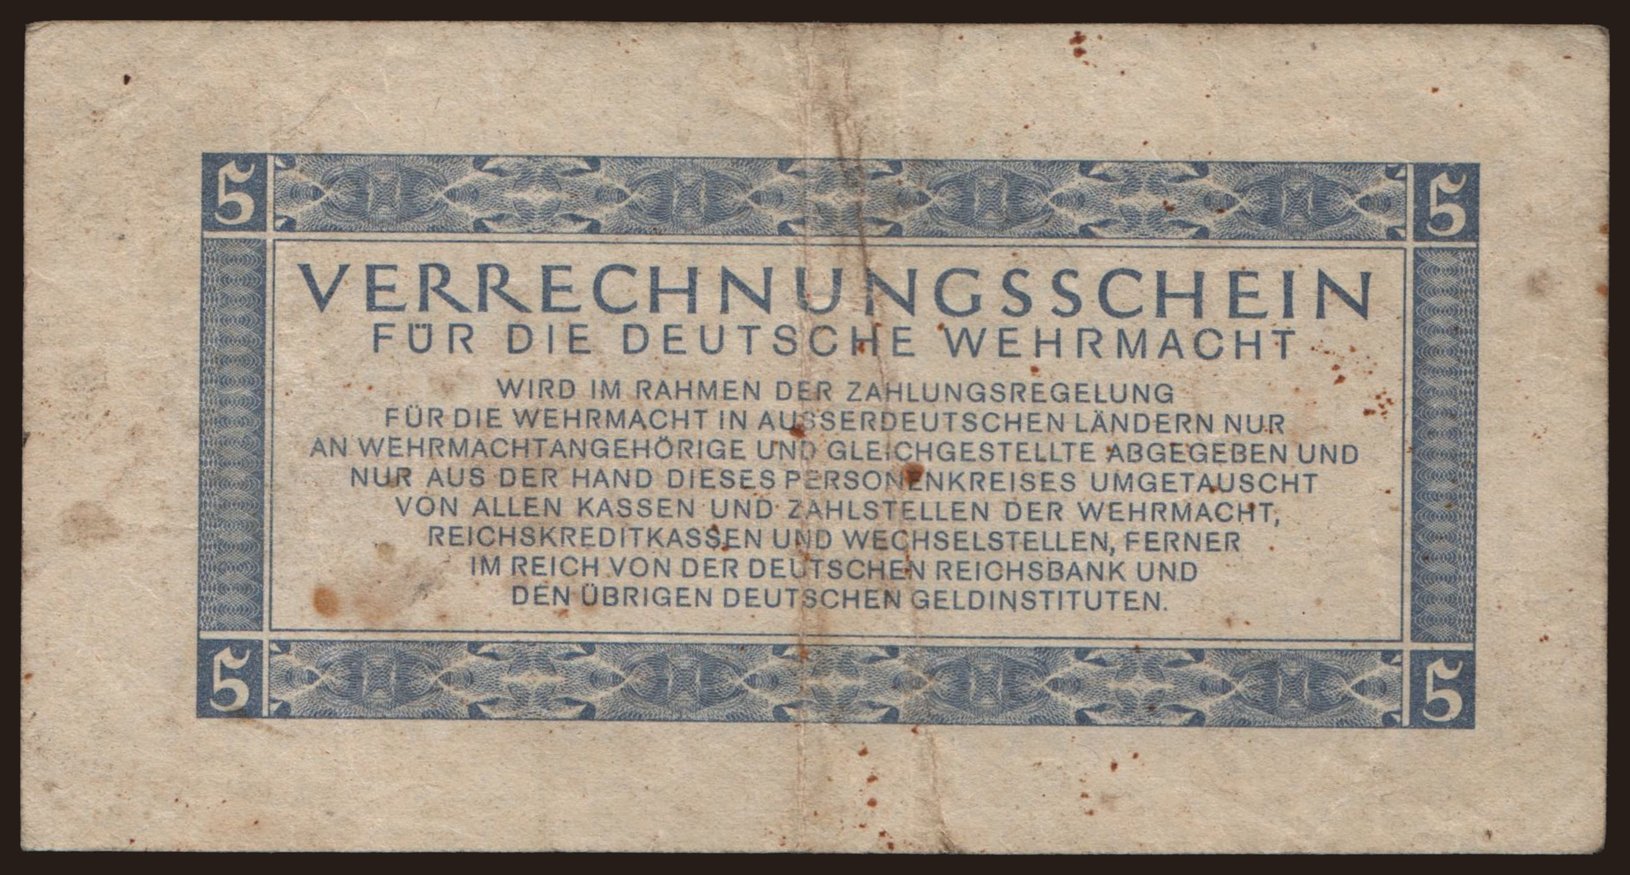 5 5
VERRECHNUNGSSCHEIN
FÜR DIE DEUTSCHE WEHRMACHT
WIRD IM RAHMEN DER ZAHLUNGSREGELUNG
FÜR DIE WEHRMACHT IN AUSSERDEUTSCHEN LÄNDERN NUR
AN WEHRMACHTANGEHÖRIGE UND GLEICHGESTELLTE ABGEGEBEN UND
NUR AUS DER HAND DIESES PERSONENKREISES UMGETAUSCHT
VON ALLEN KASSEN UND ZAHLSTELLEN DER WEHRMACHT,
REICHSKREDITKASSEN UND WECHSELSTELLEN, FERNER
IM REICH VON DER DEUTSCHEN REICHSBANK UND
DEN ÜBRIGEN DEUTSCHEN GELDINSTITUTEN.
5 5